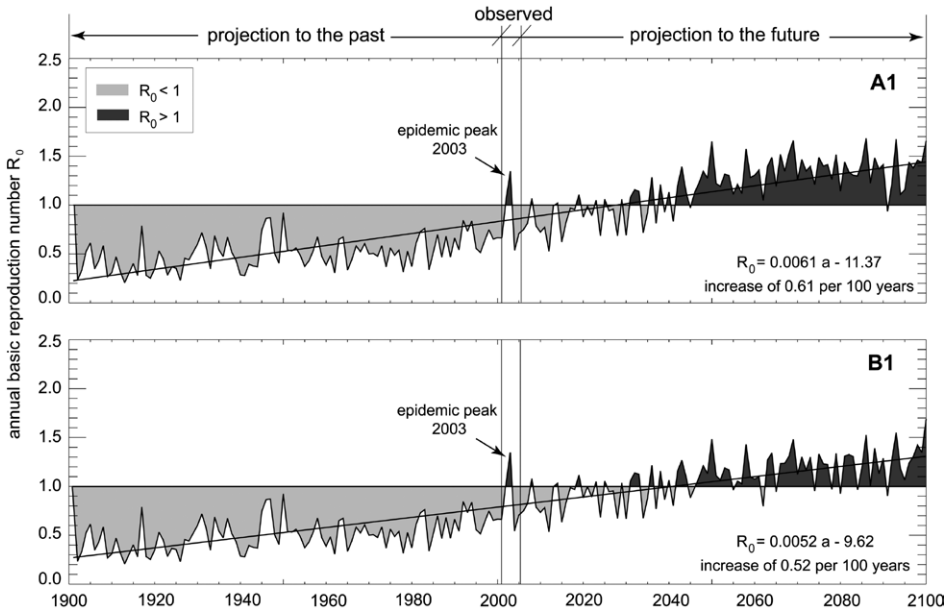 observed
projection to the past
projection to the future
annual basic reproduction number R₀
2.5
2.0
1.5
1.0
0.5
0.0
R₀ < 1
R₀ > 1
A1
epidemic peak
2003
R₀ = 0.0061 a - 11.37
increase of 0.61 per 100 years
2.5
2.0
1.5
1.0
0.5
0.0
B1
epidemic peak
2003
R₀ = 0.0052 a - 9.62
increase of 0.52 per 100 years
1900 1920 1940 1960 1980 2000 2020 2040 2060 2080 2100